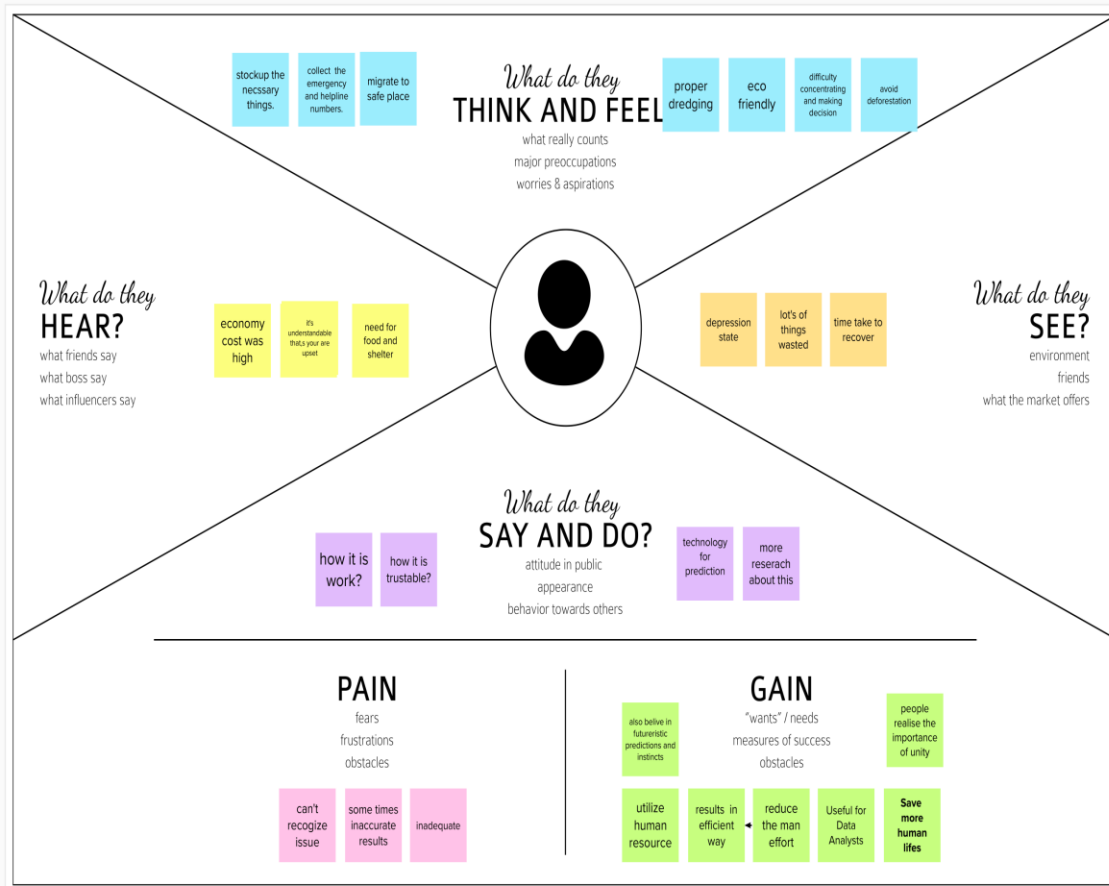 stockup the
necssary
things.
collect the
emergency
and helpline
numbers.
migrate to
safe place
What do they
THINK AND FEEL
what really counts
major preoccupations
worries & aspirations
proper
dredging
eco
friendly
difficulty
concentrating
and making
decision
avoid
deforestation
What do they
HEAR?
what friends say
what boss say
what influencers say
economy
cost was
high
it's
understandable
that,s your are
upset
need for
food and
shelter
depression
state
lot's of
things
wasted
time take to
recover
What do they
SEE?
environment
friends
what the market offers
how it is
work?
how it is
trustable?
What do they
SAY AND DO?
attitude in public
appearance
behavior towards others
technology
for
prediction
more
reserach
about this
PAIN
fears
frustrations
obstacles
can't
recogize
issue
some times
inaccurate
results
inadequate
GAIN
"wants" / needs
measures of success
obstacles
also belive in
futureristic
predictions and
instincts
people
realise the
importance
of unity
utilize
human
resource
results in
efficient
way
reduce
the man
effort
Useful for
Data
Analysts
Save
more
human
lifes